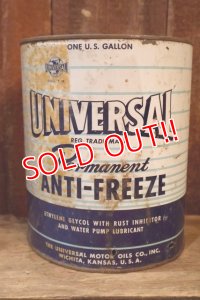 ONE U.S. GALLON
UNIVERSAL
REG. TRADE MARK
SOLD OUT!!
Permanent
ANTI-FREEZE
ETHYLENE GLYCOL WITH RUST INHIBITOR
AND WATER PUMP LUBRICANT
THE UNIVERSAL MOTOR OILS CO., INC.
WICHITA, KANSAS, U.S.A.